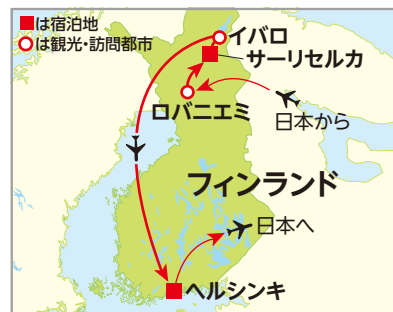 ■は宿泊地
○は観光・訪問都市
イバロ
サーリセルカ
ロバニエミ
日本から
フィンランド
日本へ
ヘルシンキ